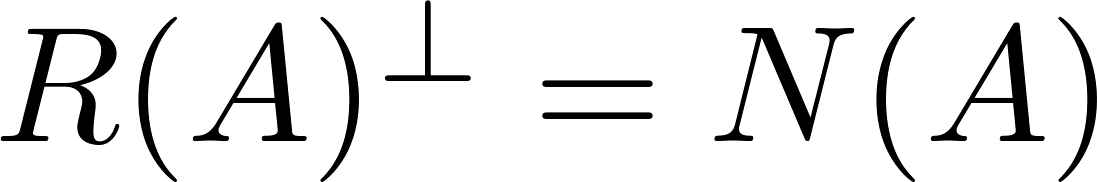 R(A)^⊥ = N(A)